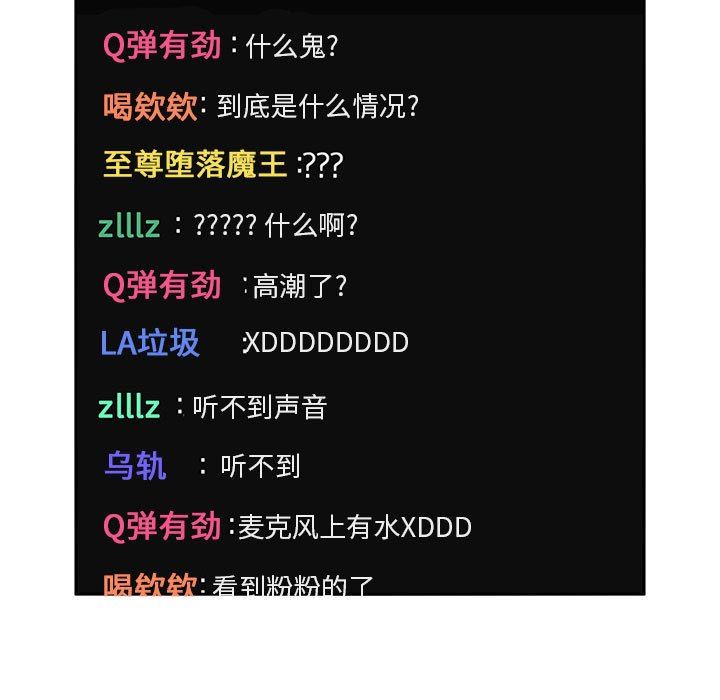 Q弹有劲：什么鬼?
喝欸欸：到底是什么情况?
至尊堕落魔王:???
zlllz：????? 什么啊?
Q弹有劲：高潮了?
LA垃圾:XDDDDDDDD
zlllz：听不到声音
乌轨：听不到
Q弹有劲:麦克风上有水XDDD
喝欸欸：看到粉粉的了